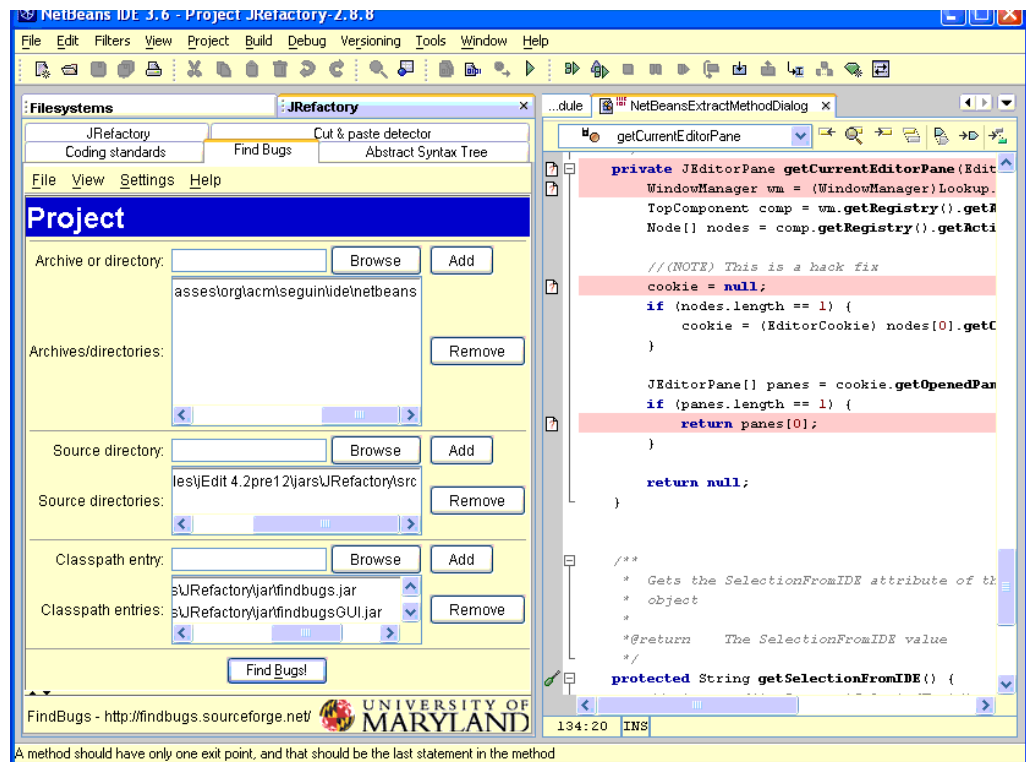 NetBeans IDE 3.6 - Project JRefactory-2.8.8
File Edit Filters View Project Build Debug Versioning Tools Window Help
Filesystems
JRefactory ×
JRefactory
Cut & paste detector
Coding standards
Find Bugs
Abstract Syntax Tree
File View Settings Help
Project
Archive or directory:
Browse
Add
Archives/directories:
asses\org\acm\seguin\ide\netbeans
Remove
Source directory:
Browse
Add
Source directories:
les\jEdit 4.2pre12\jars\JRefactory\src
Remove
Classpath entry:
Browse
Add
Classpath entries:
s\JRefactory\jar\findbugs.jar
s\JRefactory\jar\findbugsGUI.jar
Remove
Find Bugs!
FindBugs - http://findbugs.sourceforge.net/
UNIVERSITY OF
MARYLAND
...dule
NetBeansExtractMethodDialog ×
getCurrentEditorPane
private JEditorPane getCurrentEditorPane(Edit
WindowManager wm = (WindowManager)Lookup.
TopComponent comp = wm.getRegistry().getA
Node[] nodes = comp.getRegistry().getActi
//(NOTE) This is a hack fix
cookie = null;
if (nodes.length == 1) {
cookie = (EditorCookie) nodes[0].getC
}
JEditorPane[] panes = cookie.getOpenedPan
if (panes.length == 1) {
return panes[0];
}
return null;
}
/**
* Gets the SelectionFromIDE attribute of th
* object
*
*@return The SelectionFromIDE value
*/
protected String getSelectionFromIDE() {
134:20 INS
A method should have only one exit point, and that should be the last statement in the method